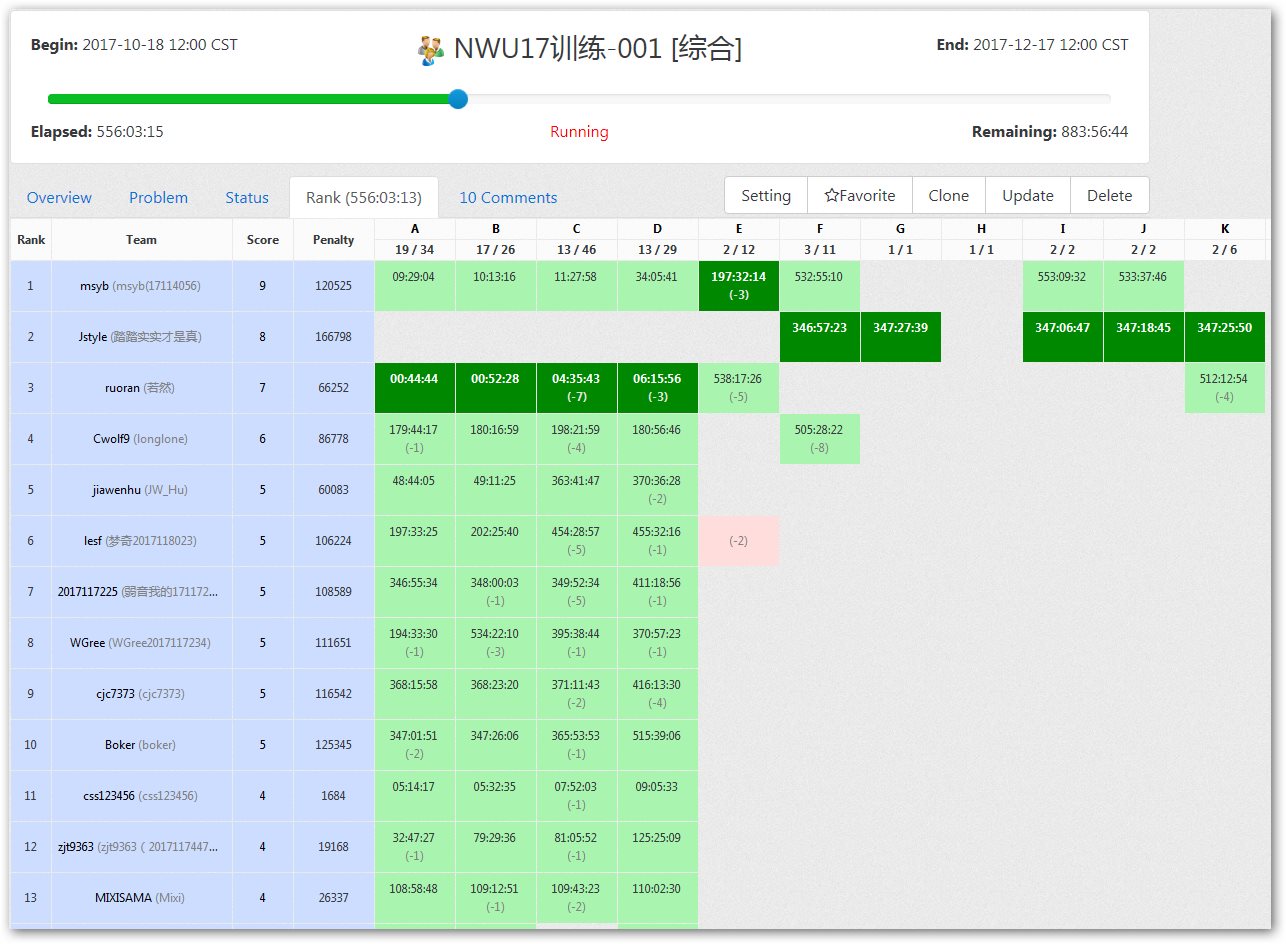 Begin: 2017-10-18 12:00 CST NWU17训练-001 [综合] End: 2017-12-17 12:00 CST
Elapsed: 556:03:15 Running Remaining: 883:56:44
Overview Problem Status Rank (556:03:13) 10 Comments Setting ☆Favorite Clone Update Delete
Rank Team Score Penalty A B C D E F G H I J K
19 / 34 17 / 26 13 / 46 13 / 29 2 / 12 3 / 11 1 / 1 1 / 1 2 / 2 2 / 2 2 / 6
1 msyb (msyb(17114056) 9 120525 09:29:04 10:13:16 11:27:58 34:05:41 197:32:14 532:55:10 553:09:32 533:37:46
(-3)
2 Jstyle (踏踏实实才是真) 8 166798 346:57:23 347:27:39 347:06:47 347:18:45 347:25:50
3 ruoran (若然) 7 66252 00:44:44 00:52:28 04:35:43 06:15:56 538:17:26 512:12:54
(-7) (-3) (-5) (-4)
4 Cwolf9 (longlone) 6 86778 179:44:17 180:16:59 198:21:59 180:56:46 505:28:22
(-1) (-4) (-8)
5 jiawenhu (JW_Hu) 5 60083 48:44:05 49:11:25 363:41:47 370:36:28
(-2)
6 lesf (梦奇2017118023) 5 106224 197:33:25 202:25:40 454:28:57 455:32:16
(-5) (-1) (-2)
7 2017117225 (弱音我的171172... 5 108589 346:55:34 348:00:03 349:52:34 411:18:56
(-1) (-5) (-1)
8 WGree (WGree2017117234) 5 111651 194:33:30 534:22:10 395:38:44 370:57:23
(-1) (-3) (-1) (-1)
9 cjc7373 (cjc7373) 5 116542 368:15:58 368:23:20 371:11:43 416:13:30
(-2) (-4)
10 Boker (boker) 5 125345 347:01:51 347:26:06 365:53:53 515:39:06
(-2) (-1)
11 css123456 (css123456) 4 1684 05:14:17 05:32:35 07:52:03 09:05:33
(-1)
12 zjt9363 (zjt9363 ( 2017117447... 4 19168 32:47:27 79:29:36 81:05:52 125:25:09
(-1) (-1)
13 MIXISAMA (Mixi) 4 26337 108:58:48 109:12:51 109:43:23 110:02:30
(-1) (-2)